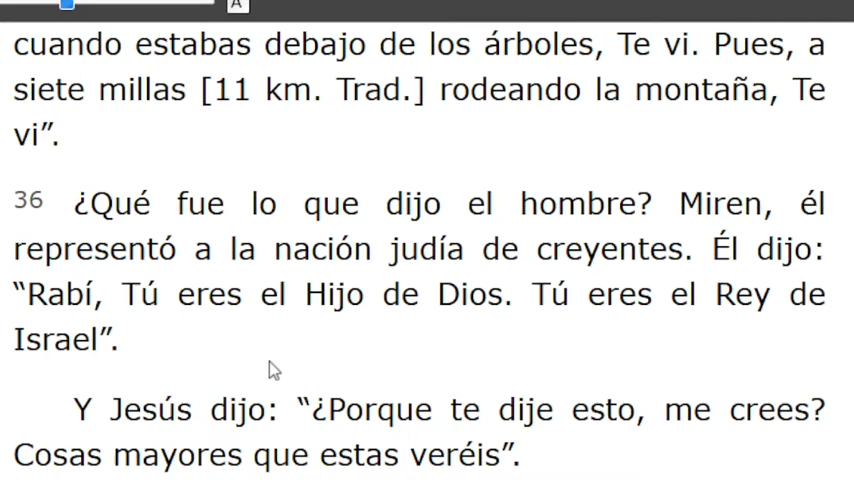 A
cuando estabas debajo de los árboles, Te vi. Pues, a
siete millas [11 km. Trad.] rodeando la montaña, Te
vi”.
36 ¿Qué fue lo que dijo el hombre? Miren, él
representó a la nación judía de creyentes. Él dijo:
“Rabí, Tú eres el Hijo de Dios. Tú eres el Rey de
Israel”.
Y Jesús dijo: “¿Porque te dije esto, me crees?
Cosas mayores que estas veréis”.